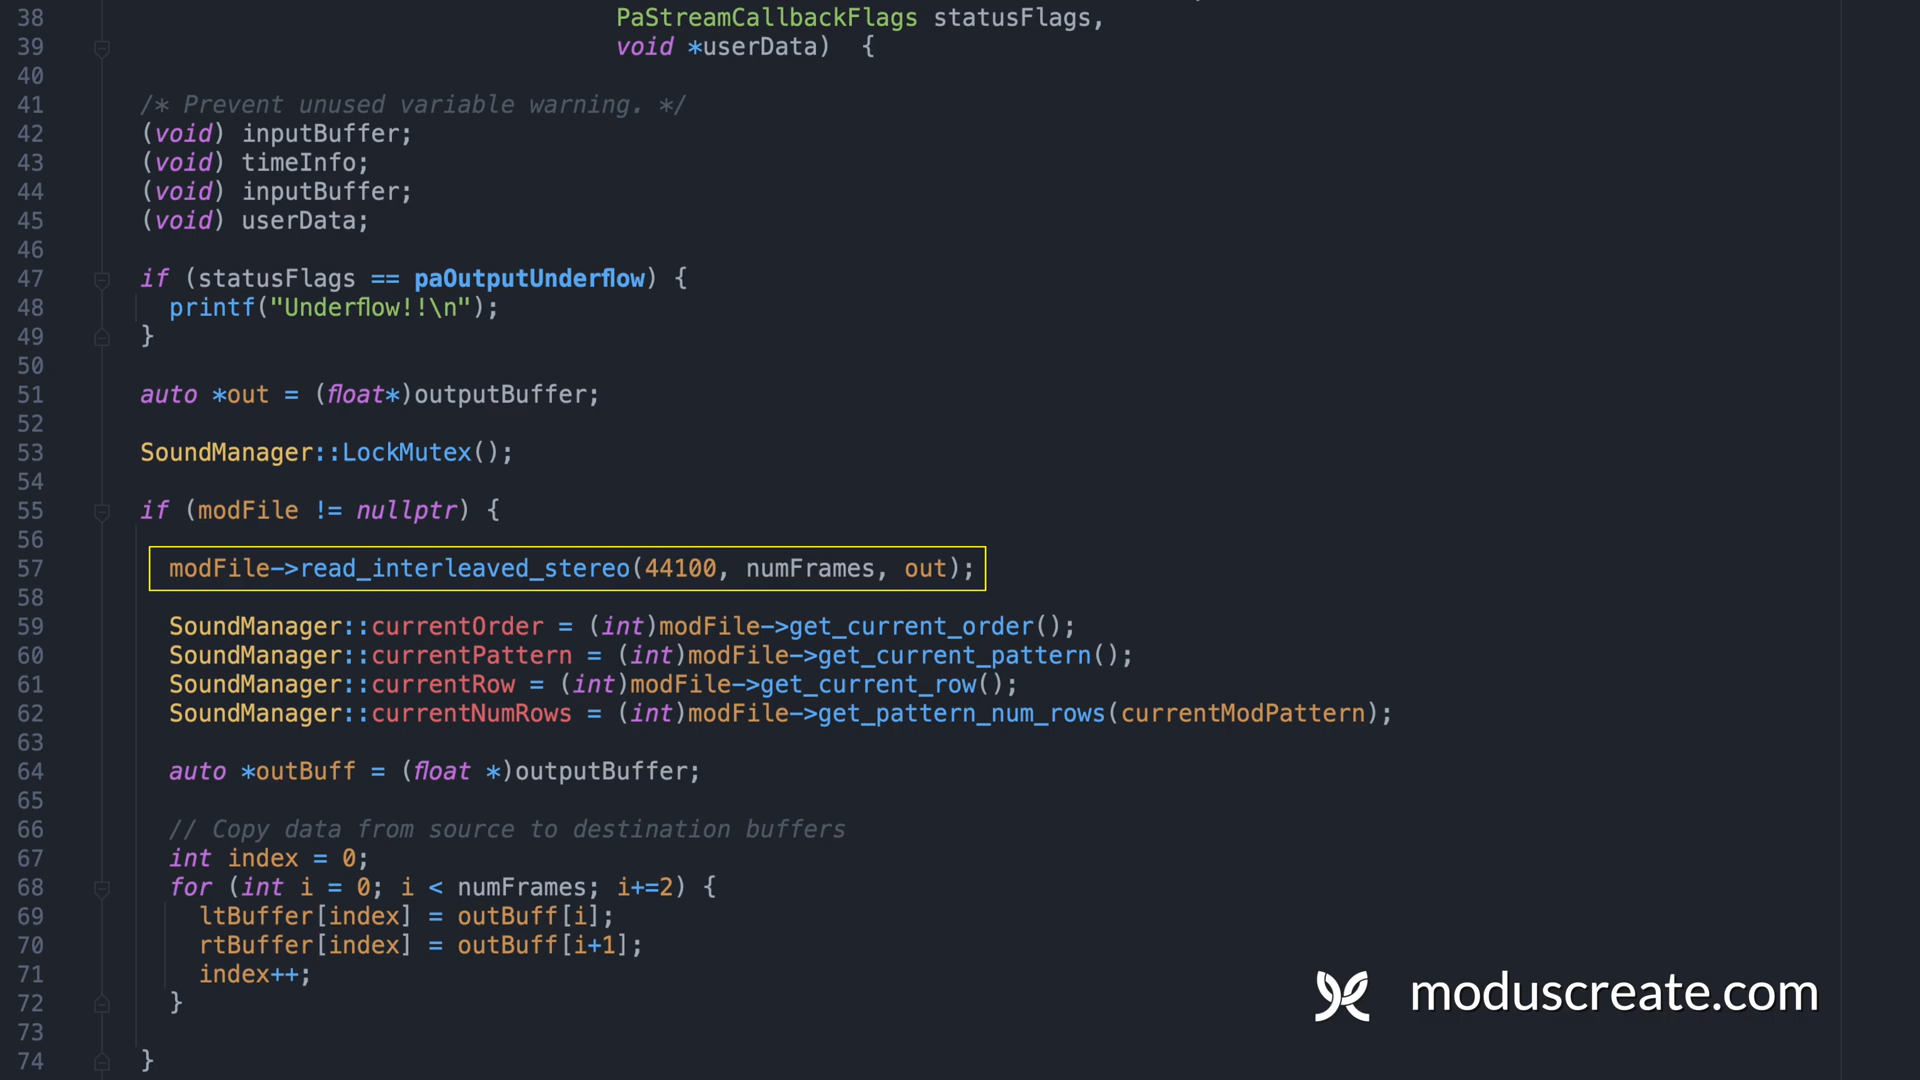 38 PaStreamCallbackFlags statusFlags,
39 void *userData) {
40
41 /* Prevent unused variable warning. */
42 (void) inputBuffer;
43 (void) timeInfo;
44 (void) inputBuffer;
45 (void) userData;
46
47 if (statusFlags == paOutputUnderflow) {
48 printf("Underflow!!\n");
49 }
50
51 auto *out = (float*)outputBuffer;
52
53 SoundManager::LockMutex();
54
55 if (modFile != nullptr) {
56
57 modFile->read_interleaved_stereo(44100, numFrames, out);
58
59 SoundManager::currentOrder = (int)modFile->get_current_order();
60 SoundManager::currentPattern = (int)modFile->get_current_pattern();
61 SoundManager::currentRow = (int)modFile->get_current_row();
62 SoundManager::currentNumRows = (int)modFile->get_pattern_num_rows(currentModPattern);
63
64 auto *outBuff = (float *)outputBuffer;
65
66 // Copy data from source to destination buffers
67 int index = 0;
68 for (int i = 0; i < numFrames; i+=2) {
69 ltBuffer[index] = outBuff[i];
70 rtBuffer[index] = outBuff[i+1];
71 index++;
72 }
73
74 }
moduscreate.com